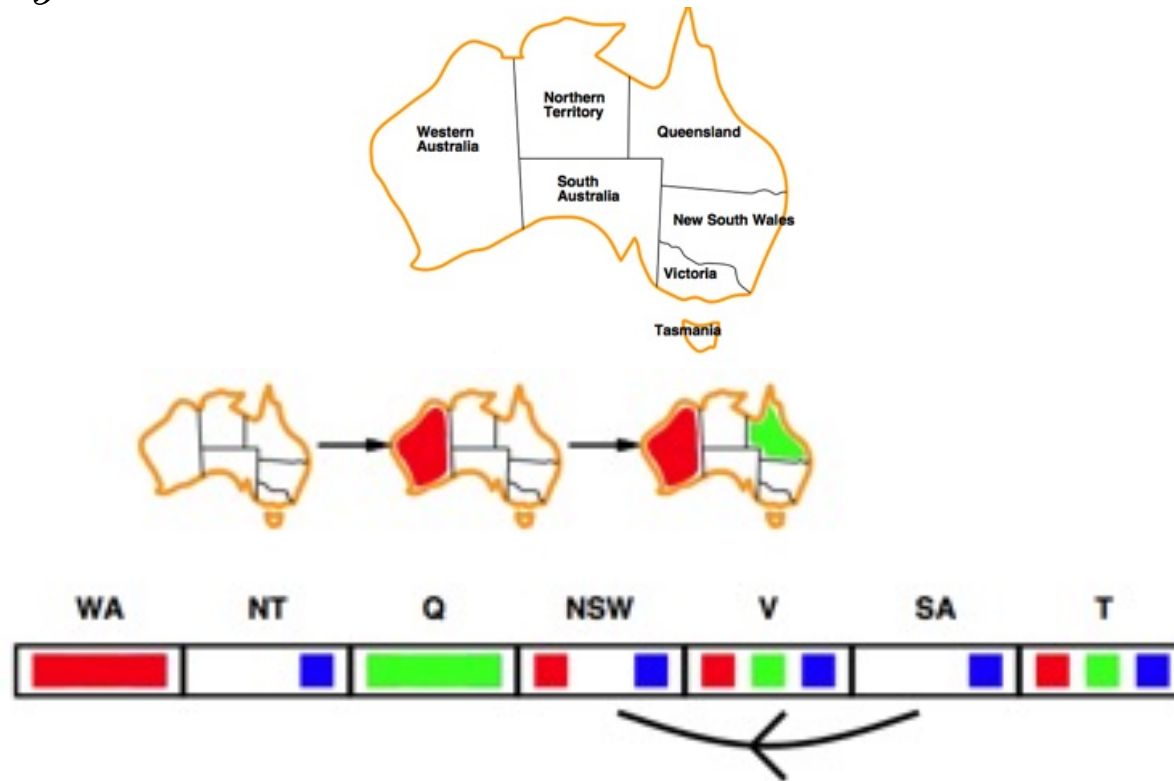 Northern
Territory
Western
Australia
Queensland
South
Australia
New South Wales
Victoria
Tasmania
WA NT Q NSW V SA T